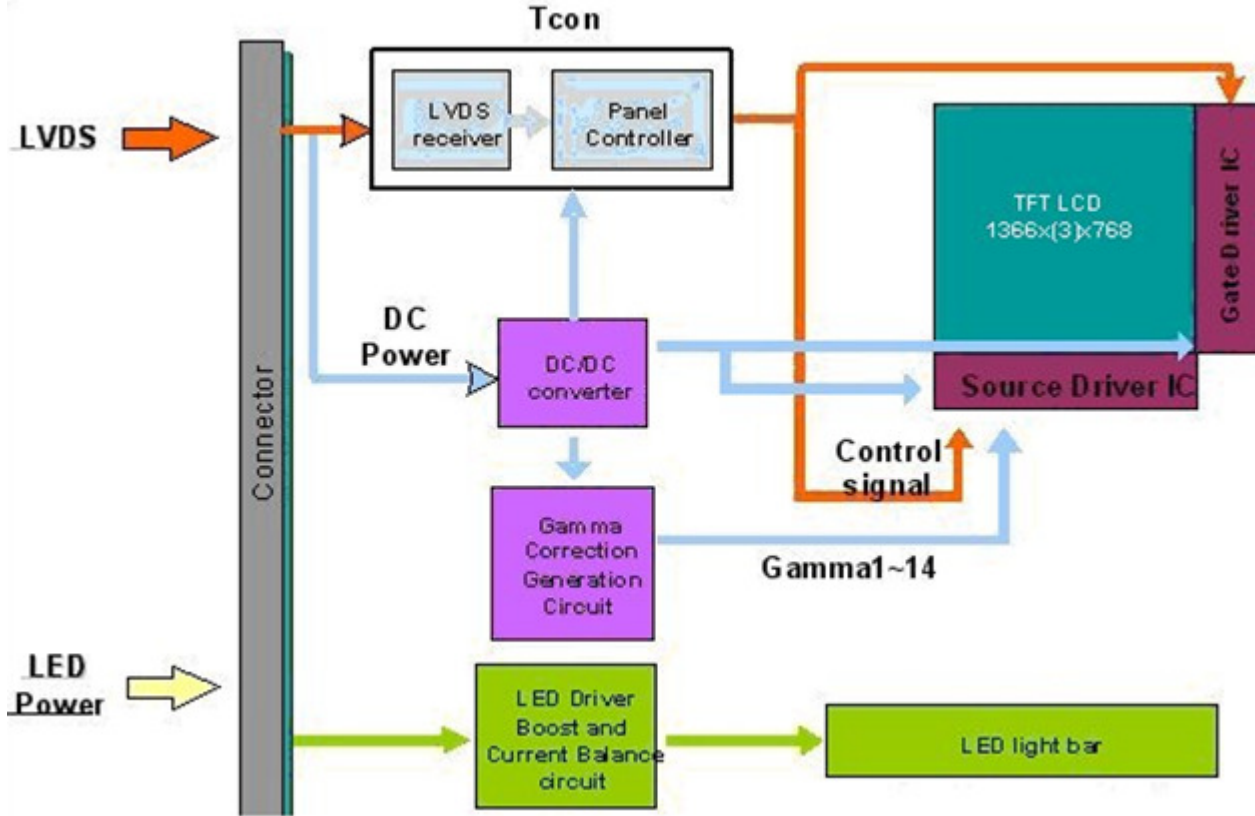 Tcon
LVDS
LVDS
receiver
Panel
Controller
TFT LCD
1366x(3)x768
Gate Driver IC
DC
Power
DC/DC
converter
Source Driver IC
Connector
Control
signal
Gamma
Correction
Generation
Circuit
Gamma1~14
LED
Power
LED Driver
Boost and
Current Balance
circuit
LED light bar